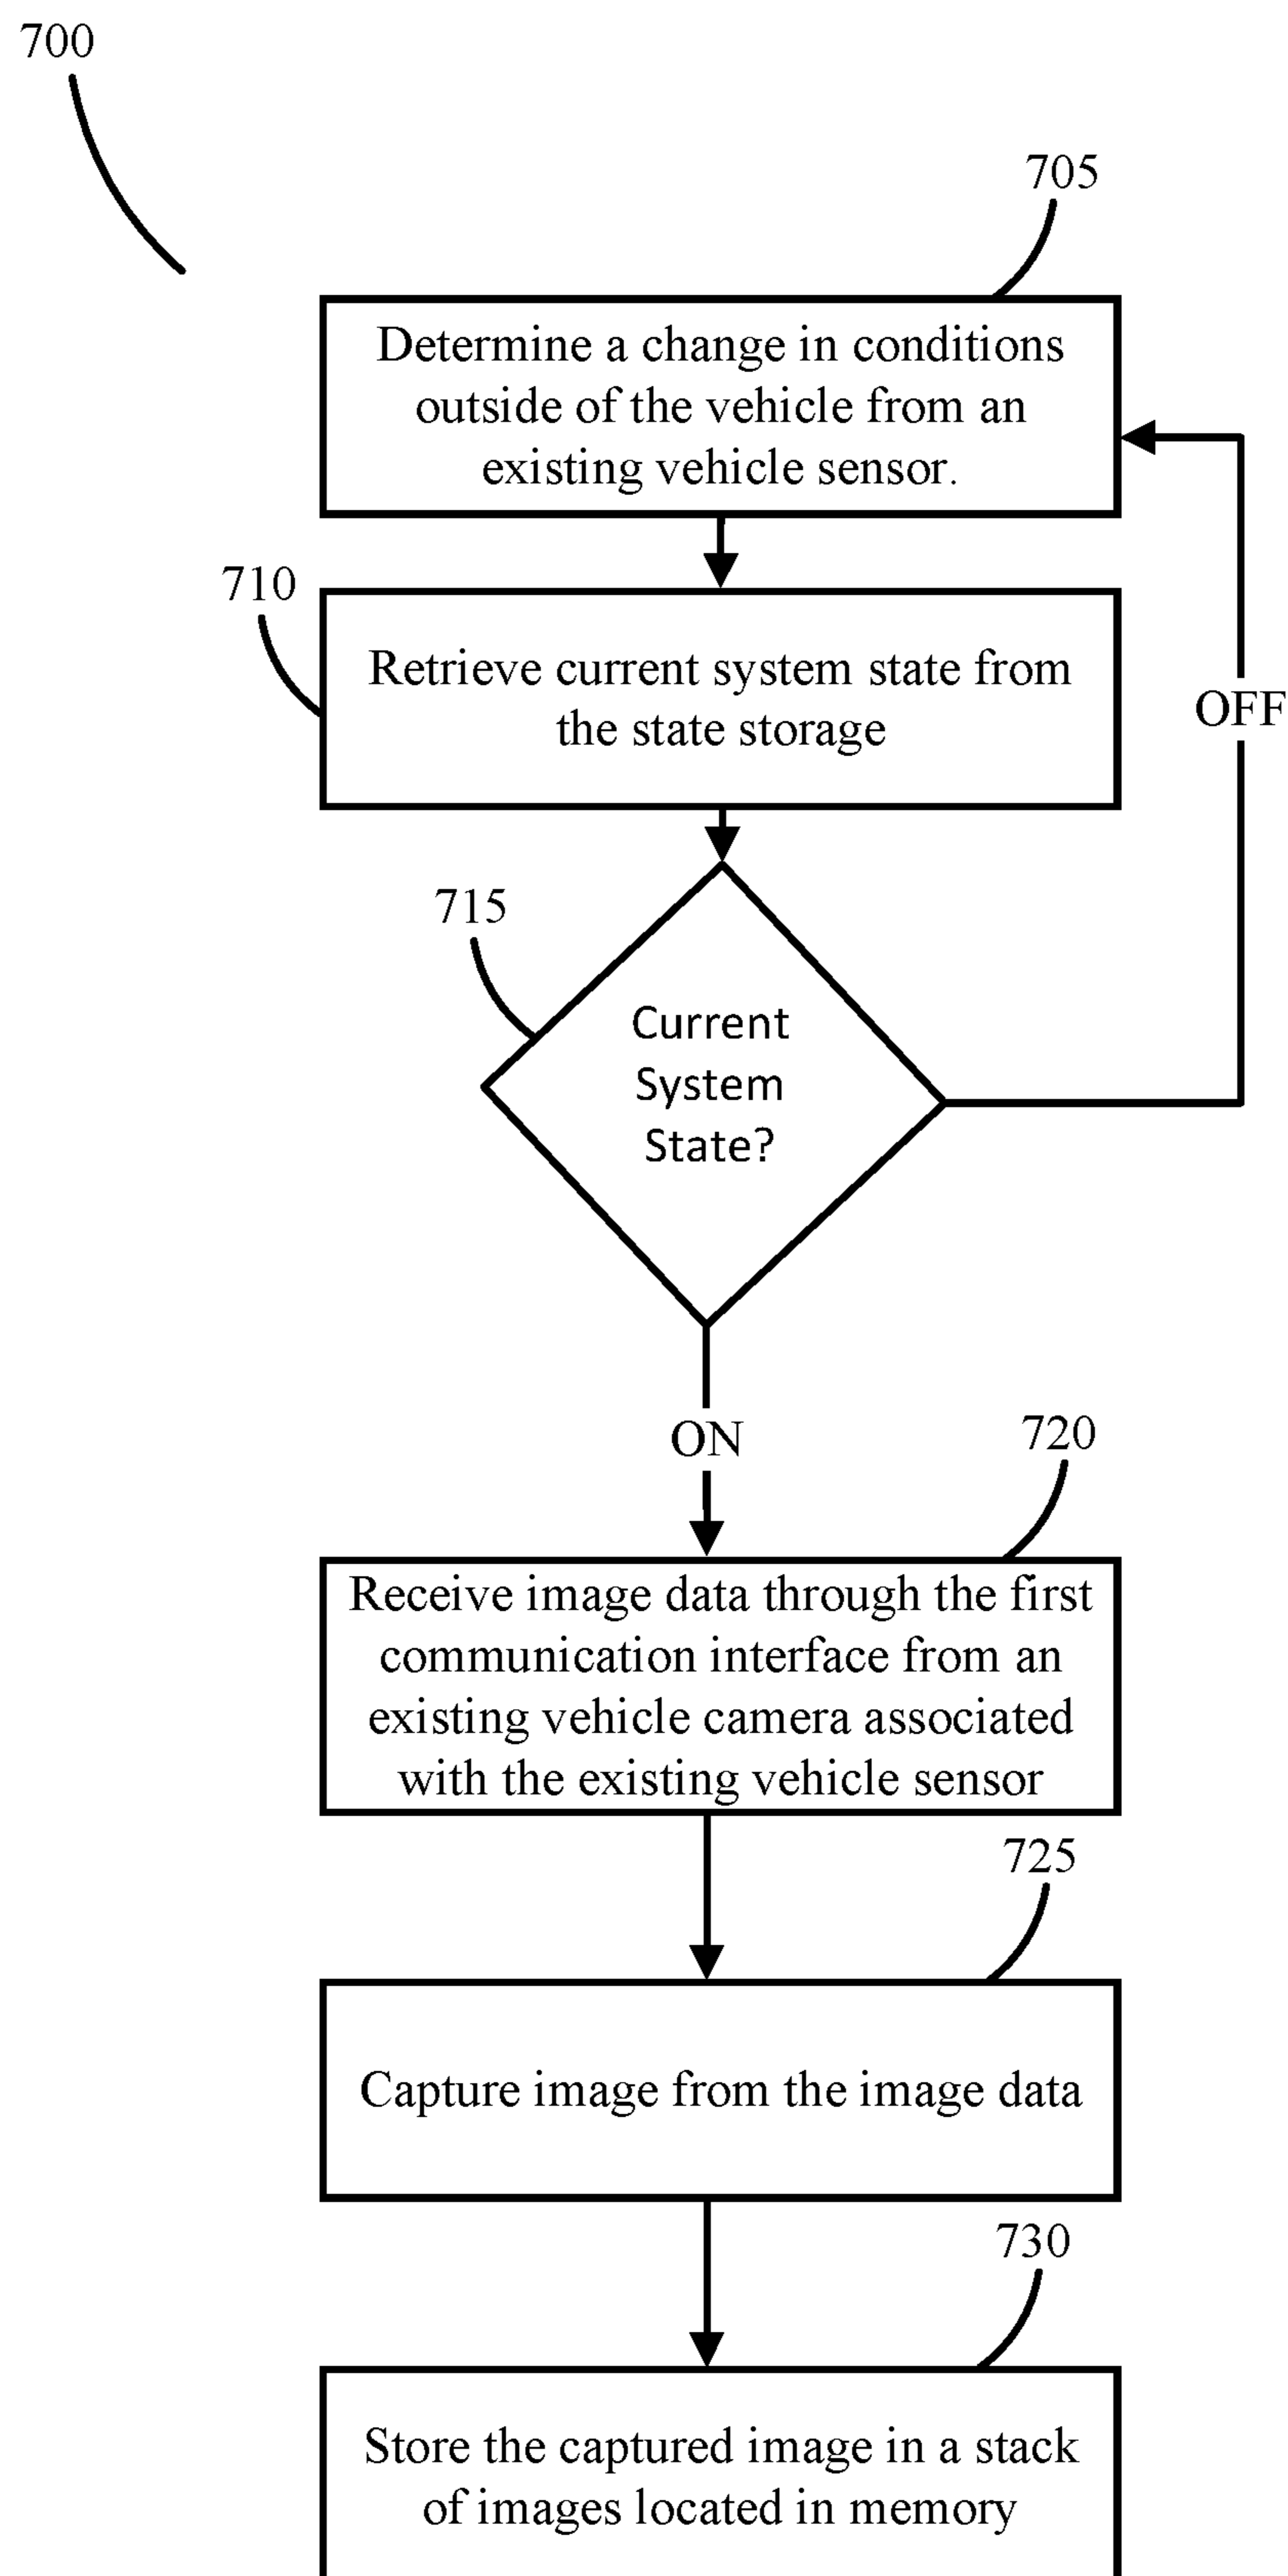 700
705
Determine a change in conditions
outside of the vehicle from an
existing vehicle sensor.
710
Retrieve current system state from
the state storage
OFF
715
Current
System
State?
ON
720
Receive image data through the first
communication interface from an
existing vehicle camera associated
with the existing vehicle sensor
725
Capture image from the image data
730
Store the captured image in a stack
of images located in memory